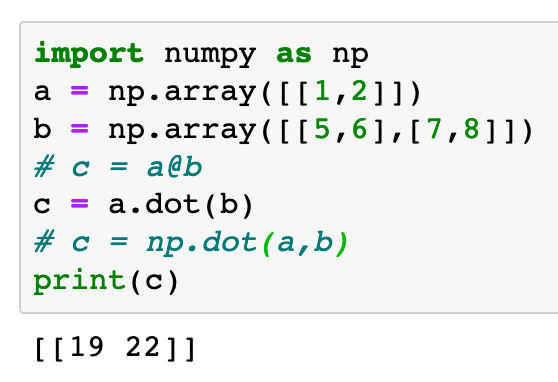 import numpy as np
a = np.array([[1,2]])
b = np.array([[5,6],[7,8]])
# c = a@b
c = a.dot(b)
# c = np.dot(a,b)
print(c)
[[19 22]]